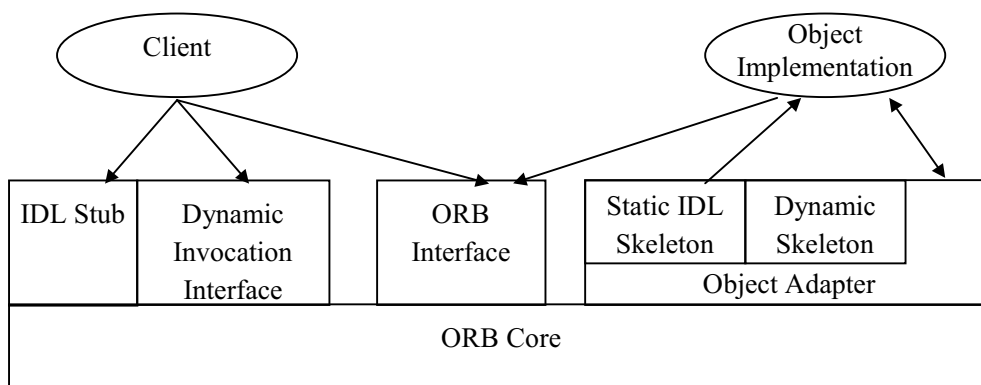 Client
Object
Implementation
IDL Stub
Dynamic
Invocation
Interface
ORB
Interface
Static IDL
Skeleton
Dynamic
Skeleton
Object Adapter
ORB Core